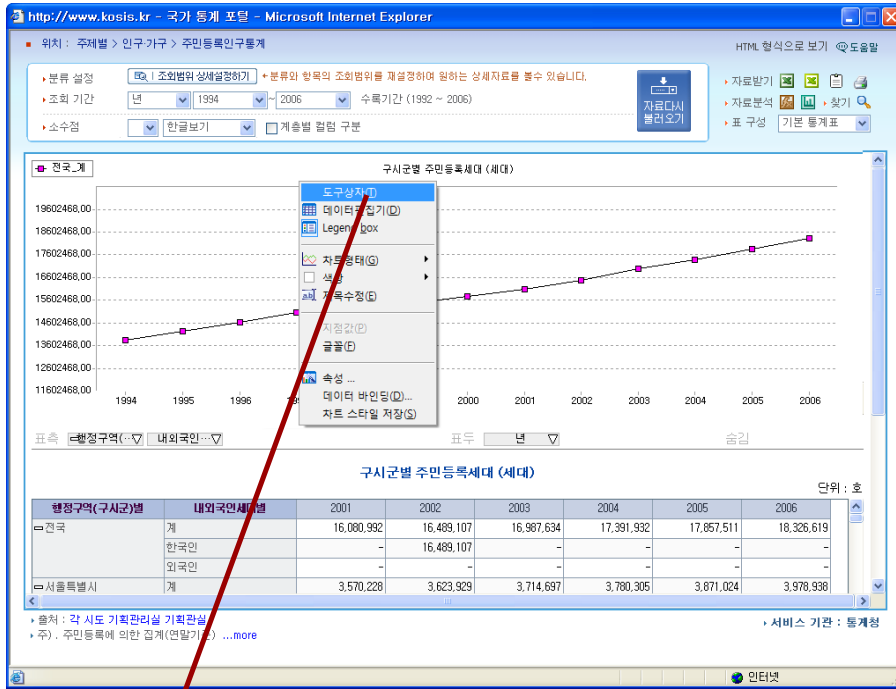 http://www.kosis.kr - 국가 통계 포털 - Microsoft Internet Explorer
위치 : 주제별 > 인구·가구 > 주민등록인구통계
HTML 형식으로 보기 도움말
분류 설정 조회범위 상세설정하기 분류와 항목의 조회범위를 재설정하여 원하는 상세자료를 볼수 있습니다.
조회 기간 년 1994 ~ 2006 수록기간 (1992 ~ 2006)
소수점 한글보기 계층별 컬럼 구분
자료다시
불러오기
자료받기
자료분석 찾기
표 구성 기본 통계표
전국_계
구시군별 주민등록세대 (세대)
19602468,00
18602468,00
17602468,00
16602468,00
15602468,00
14602468,00
13602468,00
12602468,00
11602468,00
도구상자(T)
데이터편집기(D)
Legend box
차트형태(G)
색상
제목수정(E)
지점값(P)
글꼴(F)
속성 ...
데이터 바인딩(D)...
차트 스타일 저장(S)
1994 1995 1996 2000 2001 2002 2003 2004 2005 2006
표측 행정구역(··· 내외국인··· 표두 년 숨김
구시군별 주민등록세대 (세대)
단위 : 호
행정구역(구시군)별 내외국인세대별 2001 2002 2003 2004 2005 2006
전국 계 16,080,992 16,489,107 16,987,634 17,391,932 17,857,511 18,326,619
한국인 - 16,489,107 - - - -
외국인 - - - - - -
서울특별시 계 3,570,228 3,623,929 3,714,697 3,780,305 3,871,024 3,978,938
출처 : 각 시도 기획관리실 기획관실
서비스 기관 : 통계청
주) . 주민등록에 의한 집계(연말기준) ...more
인터넷